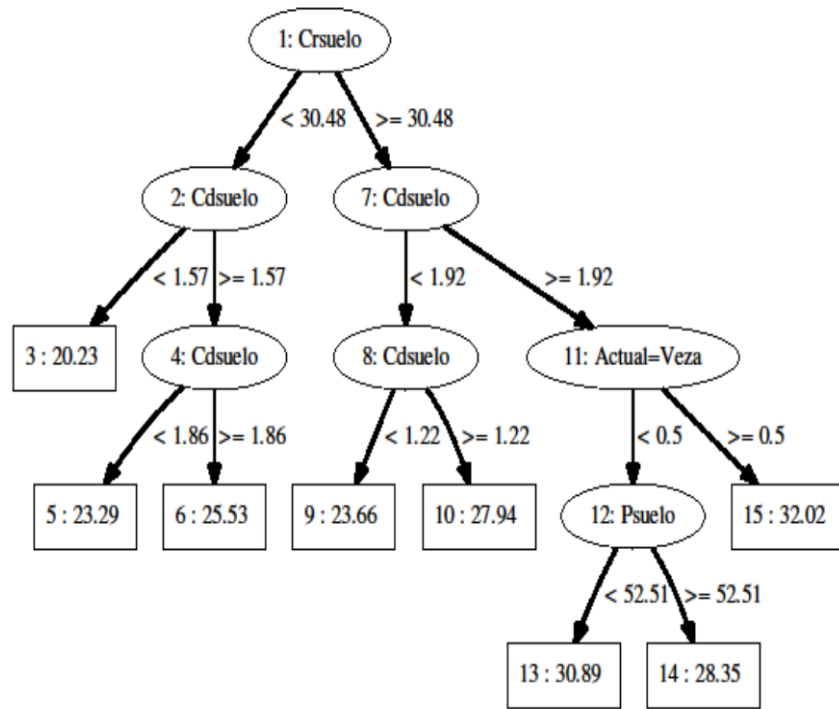 1: Crsuelo
< 30.48 >= 30.48
2: Cdsuelo 7: Cdsuelo
< 1.57 >= 1.57 < 1.92 >= 1.92
3 : 20.23 4: Cdsuelo 8: Cdsuelo 11: Actual=Veza
< 1.86 >= 1.86 < 1.22 >= 1.22 < 0.5 >= 0.5
5 : 23.29 6 : 25.53 9 : 23.66 10 : 27.94 12: Psuelo 15 : 32.02
< 52.51 >= 52.51
13 : 30.89 14 : 28.35